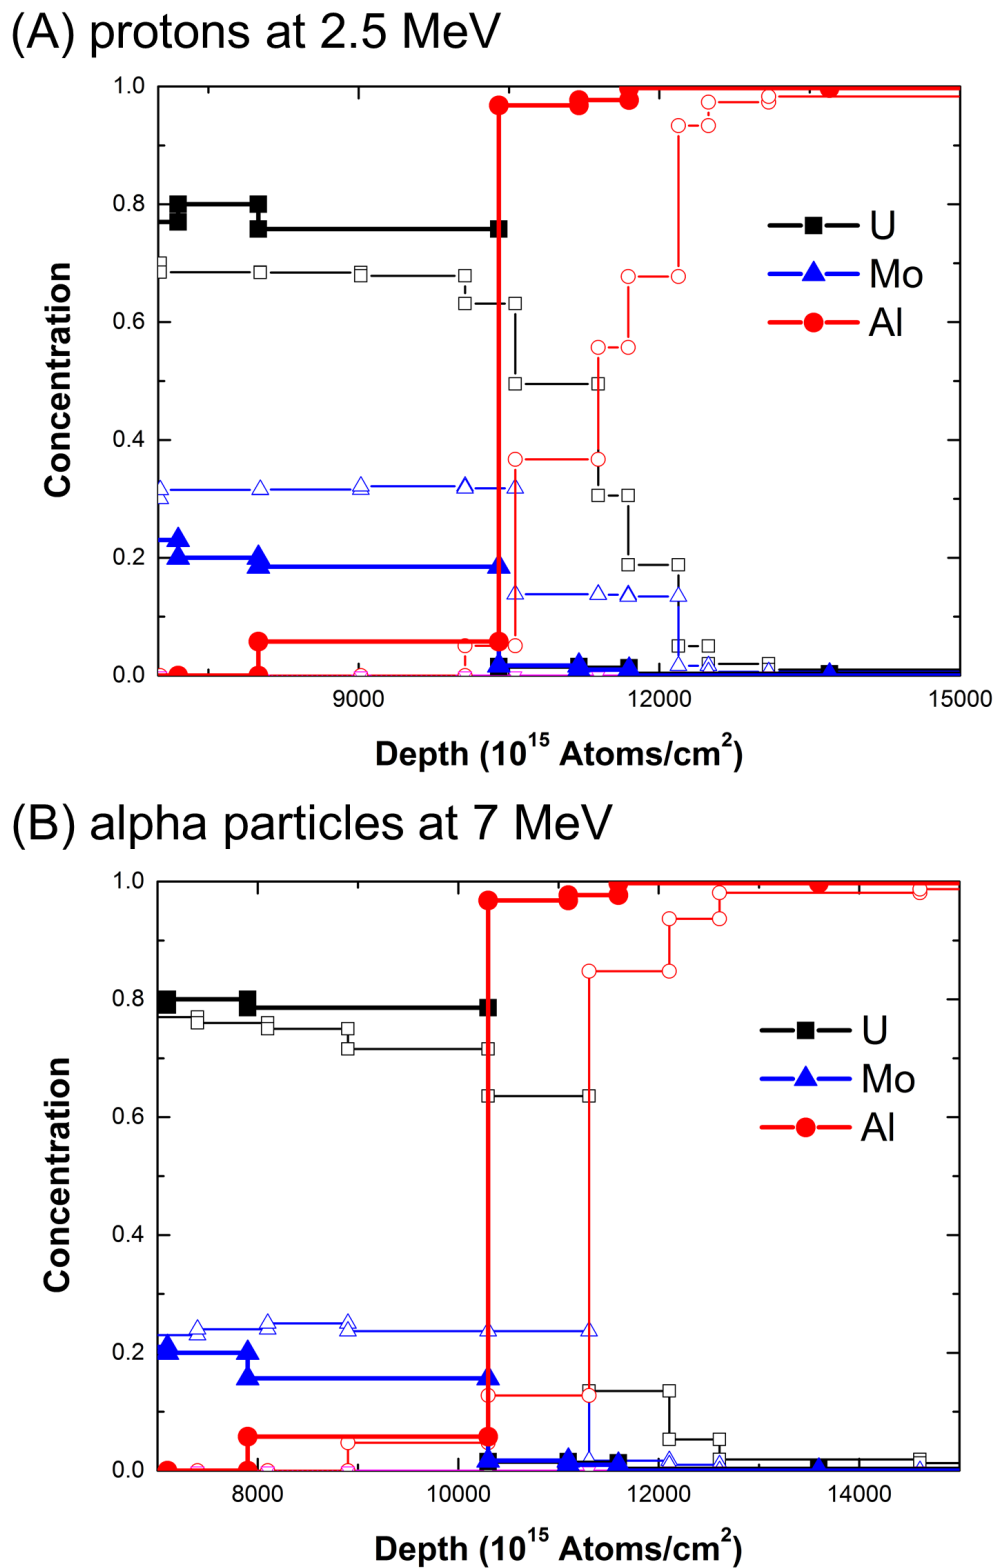 (A) protons at 2.5 MeV
1.0
0.8
0.6
0.4
0.2
0.0
Concentration
U
Mo
Al
9000 12000 15000
Depth (10¹⁵ Atoms/cm²)
(B) alpha particles at 7 MeV
1.0
0.8
0.6
0.4
0.2
0.0
Concentration
U
Mo
Al
8000 10000 12000 14000
Depth (10¹⁵ Atoms/cm²)